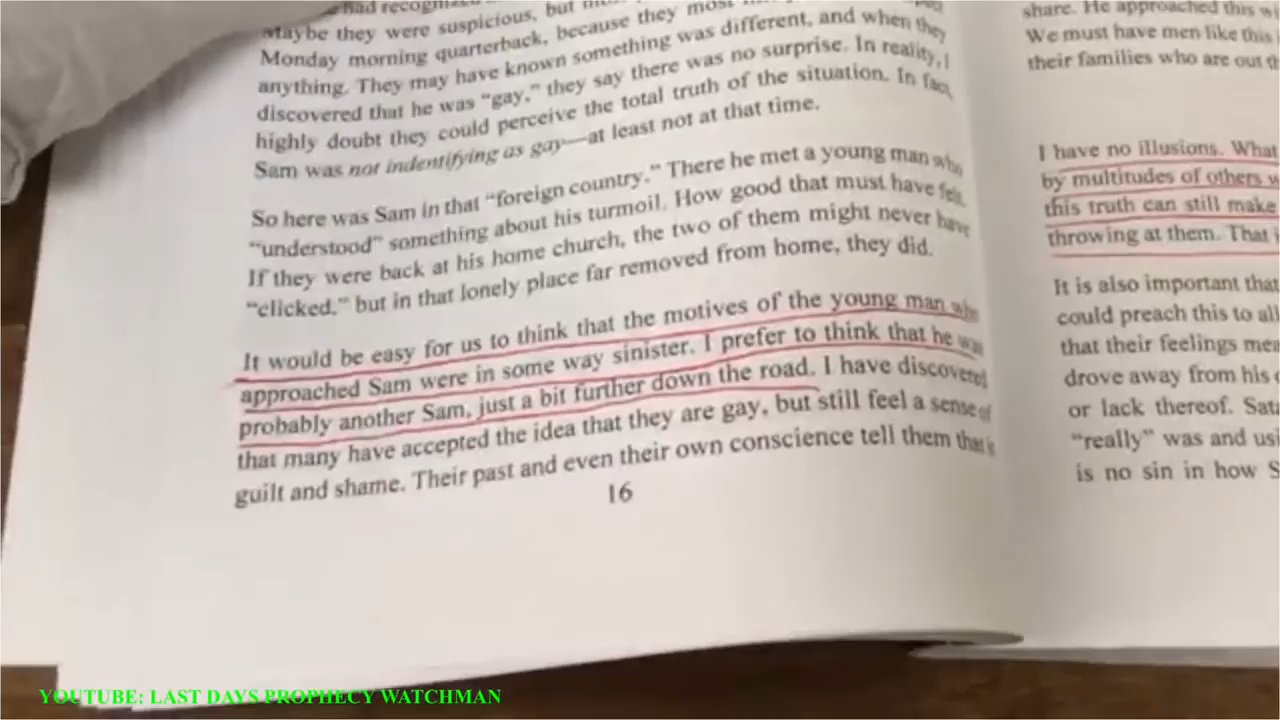 had recognized
Maybe they were suspicious, but
Monday morning quarterback, because they most
anything. They may have known something was different, and when they
discovered that he was "gay," they say there was no surprise. In reality, I
highly doubt they could perceive the total truth of the situation. In fact,
Sam was not indentifying as gay—at least not at that time.
So here was Sam in that "foreign country." There he met a young man who
"understood" something about his turmoil. How good that must have felt.
If they were back at his home church, the two of them might never have
"clicked," but in that lonely place far removed from home, they did.
It would be easy for us to think that the motives of the young man who
approached Sam were in some way sinister. I prefer to think that he was
probably another Sam, just a bit further down the road. I have discovered
that many have accepted the idea that they are gay, but still feel a sense of
guilt and shame. Their past and even their own conscience tell them that is
16
share. He approached this
We must have men like this
their families who are out
I have no illusions. What
by multitudes of others
this truth can still make
throwing at them. That
It is also important that
could preach this to all
that their feelings
drove away from his
or lack thereof.
"really" was and
is no sin in how
YOUTUBE: LAST DAYS PROPHECY WATCHMAN